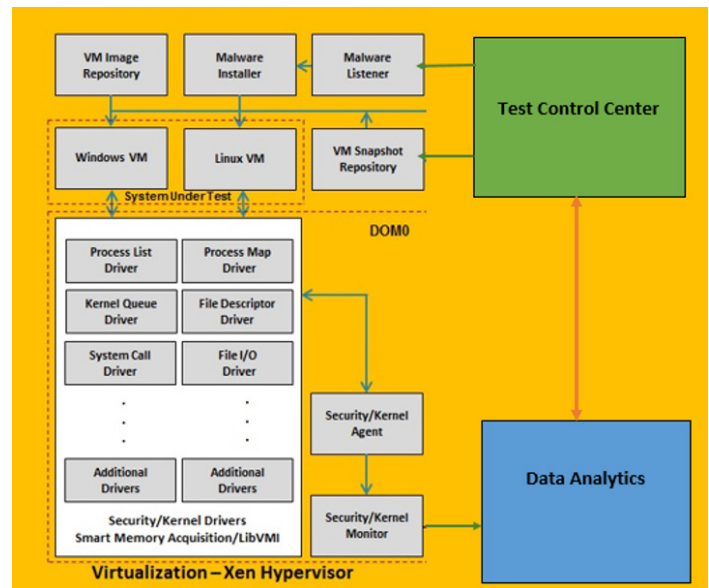 VM Image
Repository
Malware
Installer
Malware
Listener
Test Control Center
Windows VM
Linux VM
VM Snapshot
Repository
SystemUnderTest
DOM0
Process List
Driver
Process Map
Driver
Kernel Queue
Driver
File Descriptor
Driver
System Call
Driver
File I/O
Driver
.
.
.
.
.
.
Additional
Drivers
Additional
Drivers
Security/Kernel Drivers
Smart Memory Acquisition/LibVMI
Security/Kernel
Agent
Security/Kernel
Monitor
Data Analytics
Virtualization – Xen Hypervisor